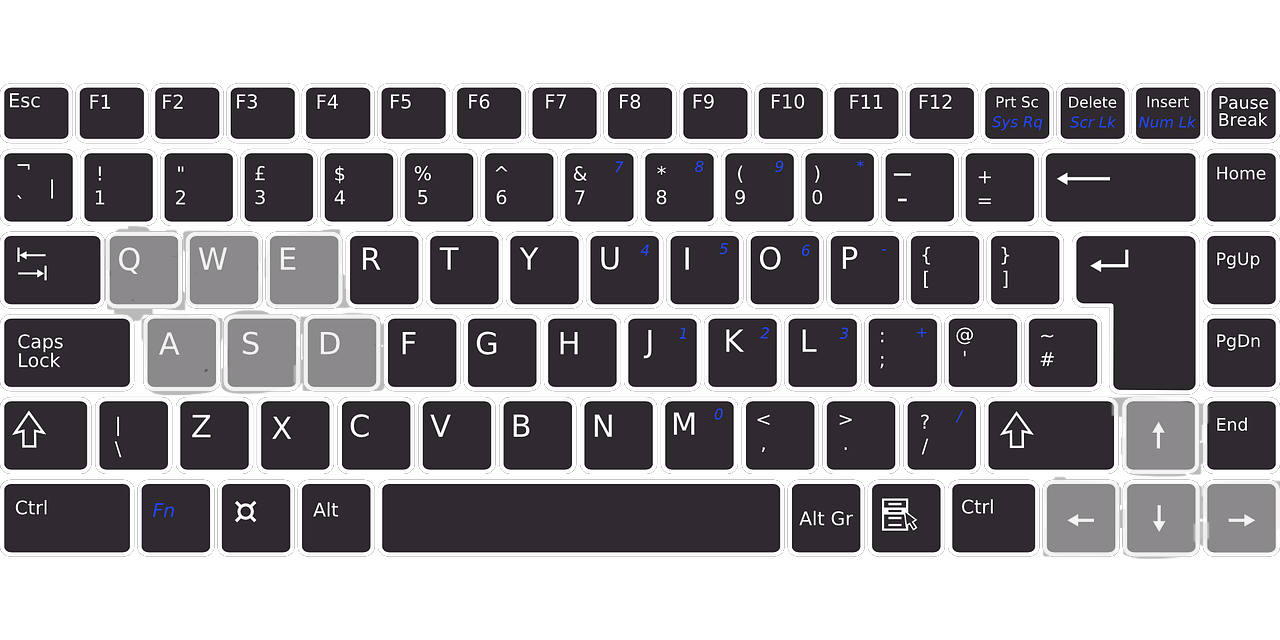 Esc F1 F2 F3 F4 F5 F6 F7 F8 F9 F10 F11 F12 Prt Sc Delete Insert Pause
Sys Rq Scr Lk Num Lk Break
¬ ! " £ $ % ^ & 7 * 8 ( 9 ) * — + ← Home
` | 1 2 3 4 5 6 7 8 9 0 - =
⇤ Q W E R T Y U 4 I 5 O 6 P - { } ↵ PgUp
⇥ [ ]
Caps A S D F G H J 1 K 2 L 3 : + @ ~ PgDn
Lock ; ' #
⇧ | Z X C V B N M 0 < > ? / ⇧ ↑ End
\ , . /
Ctrl Fn ¤ Alt Alt Gr Ctrl ← ↓ →